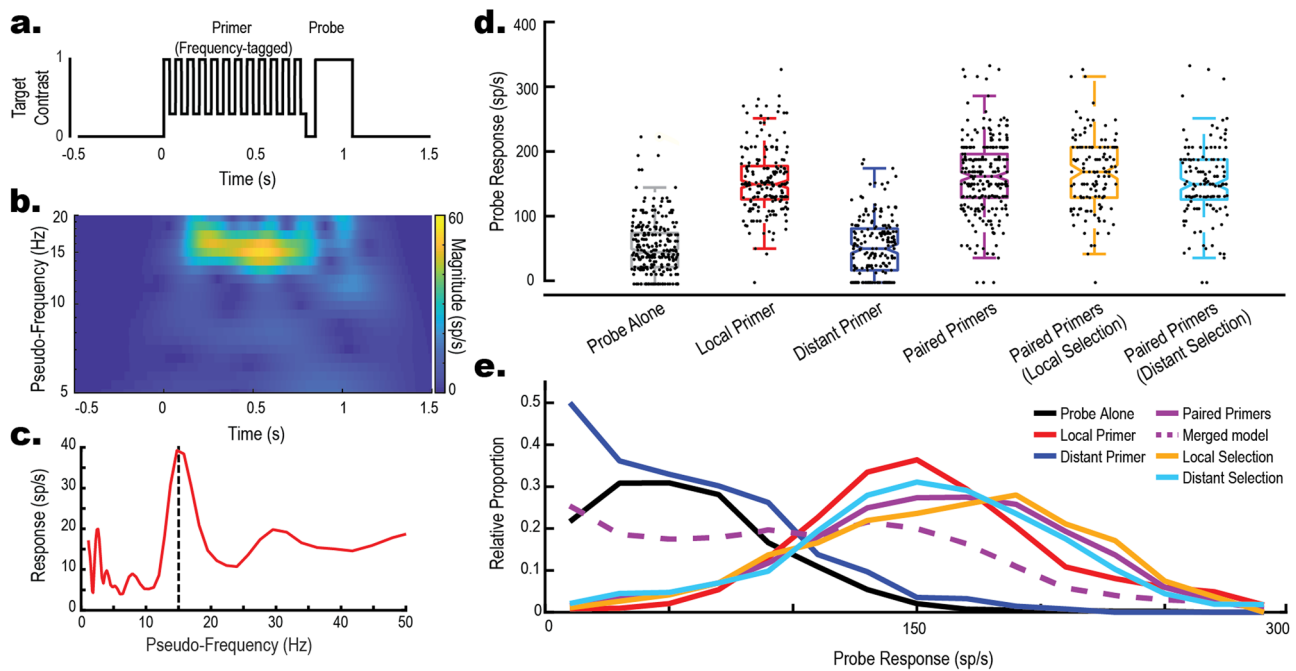 a.
Primer
(Frequency-tagged)
Probe
Target
Contrast
1
0
-0.5
0
0.5
1
1.5
Time (s)
b.
Pseudo-Frequency (Hz)
20
15
10
5
-0.5
0
0.5
1
1.5
Time (s)
60
0
Magnitude
(sp/s)
c.
Response (sp/s)
40
30
20
10
0
0
10
20
30
40
50
Pseudo-Frequency (Hz)
d.
Probe Response (sp/s)
400
300
200
100
0
Probe Alone
Local Primer
Distant Primer
Paired Primers
Paired Primers
(Local Selection)
Paired Primers
(Distant Selection)
e.
Relative Proportion
0.5
0.4
0.3
0.2
0.1
0
0
150
300
Probe Response (sp/s)
Probe Alone
Local Primer
Distant Primer
Paired Primers
Merged model
Local Selection
Distant Selection